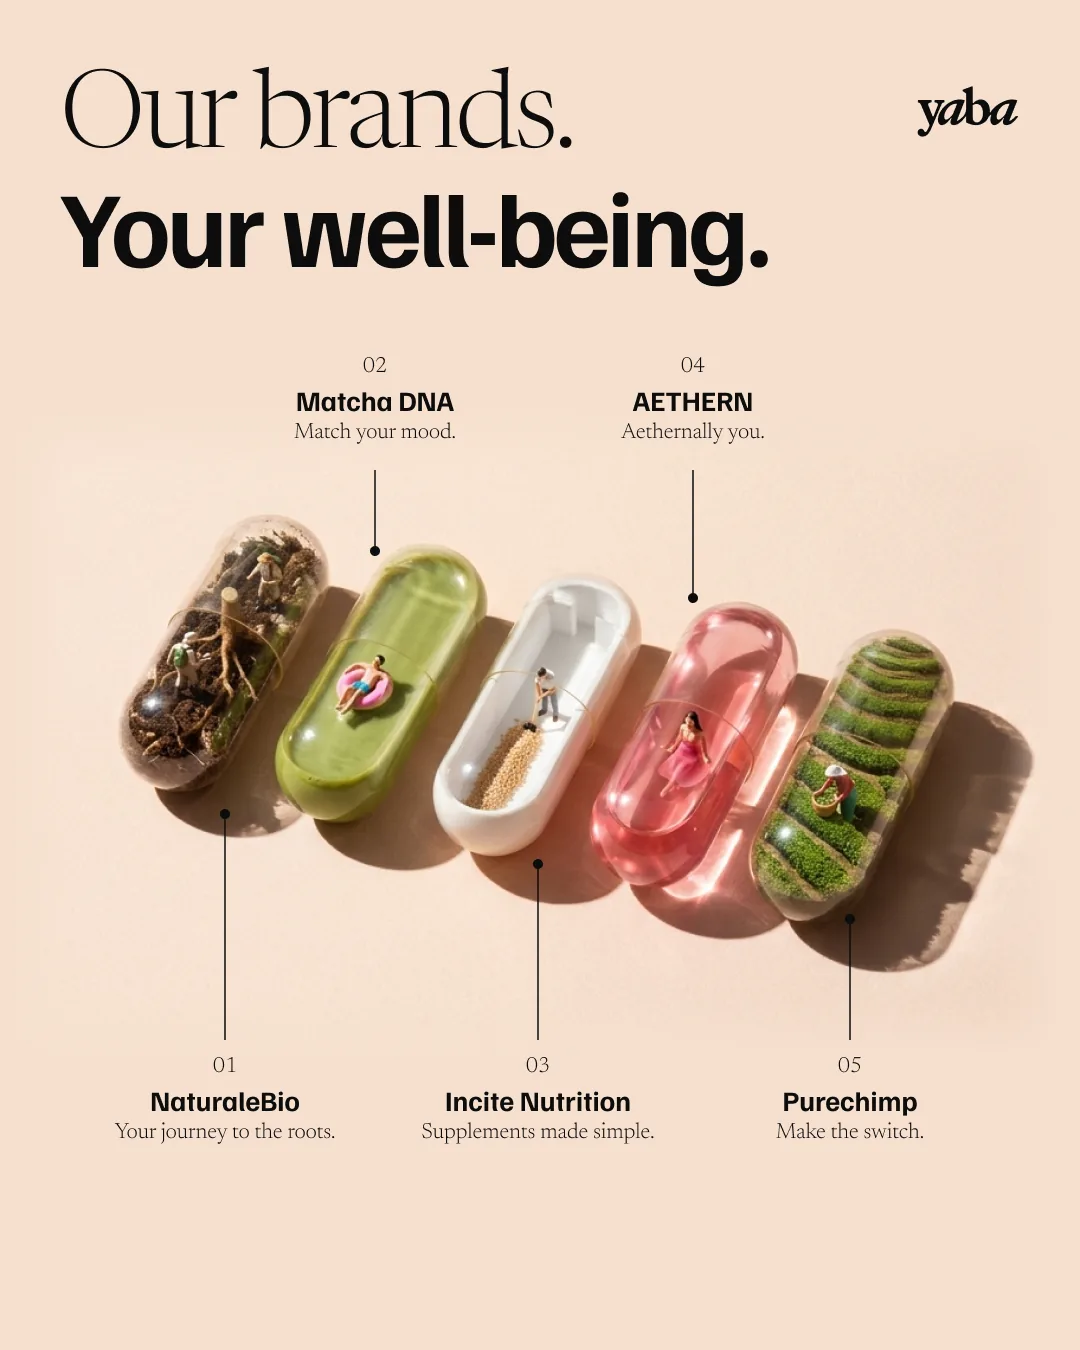 Our brands.
yaba
Your well-being.
02
Matcha DNA
Match your mood.
04
AETHERN
Aethernally you.
01
NaturaleBio
Your journey to the roots.
03
Incite Nutrition
Supplements made simple.
05
Purechimp
Make the switch.